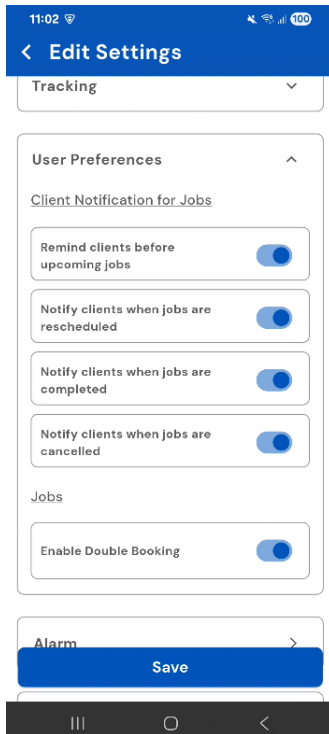 11:02
100
Edit Settings
Tracking
User Preferences
Client Notification for Jobs
Remind clients before
upcoming jobs
Notify clients when jobs are
rescheduled
Notify clients when jobs are
completed
Notify clients when jobs are
cancelled
Jobs
Enable Double Booking
Alarm
Save